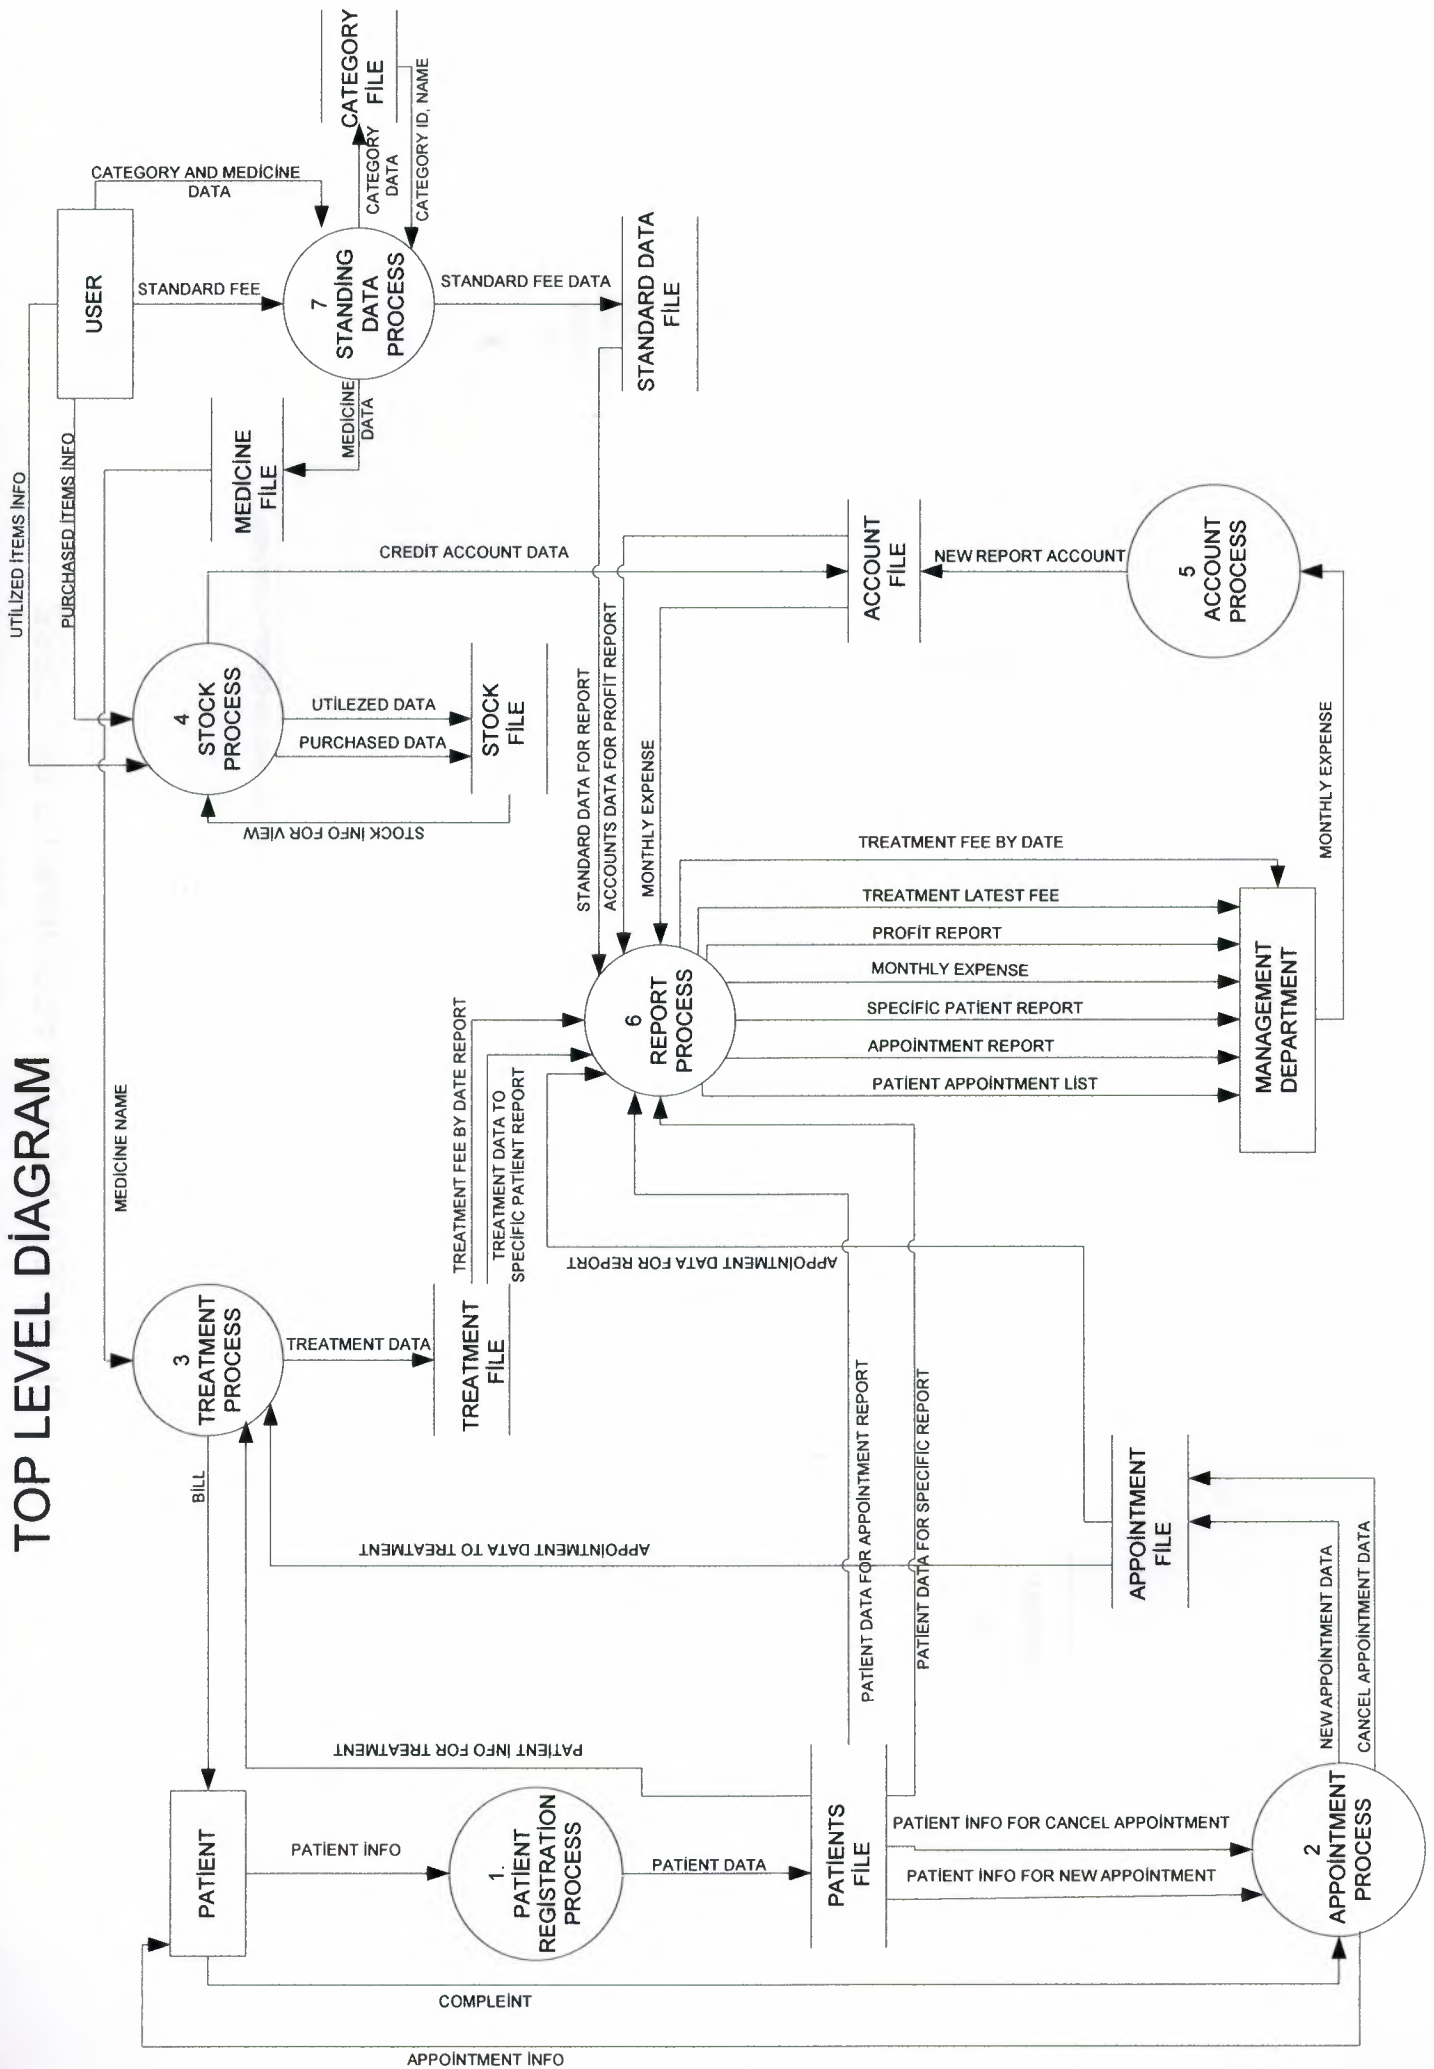 TOP LEVEL DİAGRAM
UTİLİZED İTEMS İNFO
PURCHASED İTEMS İNFO
MEDİCİNE NAME
USER
CATEGORY AND MEDİCİNE
DATA
STANDARD FEE
7
STANDİNG
DATA
PROCESS
CATEGORY
DATA
CATEGORY
FİLE
CATEGORY ID, NAME
MEDİCİNE
DATA
MEDİCİNE
FİLE
STANDARD FEE DATA
STANDARD DATA
FİLE
4
STOCK
PROCESS
CREDİT ACCOUNT DATA
UTİLEZED DATA
PURCHASED DATA
STOCK
FİLE
STOCK İNFO FOR VİEW
3
TREATMENT
PROCESS
BİLL
TREATMENT DATA
TREATMENT
FİLE
TREATMENT FEE BY DATE REPORT
TREATMENT DATA TO
SPECİFİC PATİENT REPORT
STANDARD DATA FOR REPORT
ACCOUNTS DATA FOR PROFİT REPORT
MONTHLY EXPENSE
ACCOUNT
FİLE
NEW REPORT ACCOUNT
5
ACCOUNT
PROCESS
MONTHLY EXPENSE
6
REPORT
PROCESS
TREATMENT FEE BY DATE
TREATMENT LATEST FEE
PROFİT REPORT
MONTHLY EXPENSE
SPECİFİC PATİENT REPORT
APPOİNTMENT REPORT
PATİENT APPOİNTMENT LİST
MANAGEMENT
DEPARTMENT
APPOİNTMENT DATA FOR REPORT
APPOİNTMENT DATA TO TREATMENT
PATİENT DATA FOR APPOİNTMENT REPORT
PATİENT DATA FOR SPECİFİC REPORT
APPOİNTMENT
FİLE
PATİENT
PATİENT İNFO
1.
PATİENT
REGİSTRATİON
PROCESS
PATİENT DATA
PATİENTS
FİLE
PATİENT İNFO FOR TREATMENT
PATİENT İNFO FOR CANCEL APPOİNTMENT
PATİENT İNFO FOR NEW APPOİNTMENT
2
APPOİNTMENT
PROCESS
NEW APPOİNTMENT DATA
CANCEL APPOİNTMENT DATA
COMPLEİNT
APPOİNTMENT İNFO